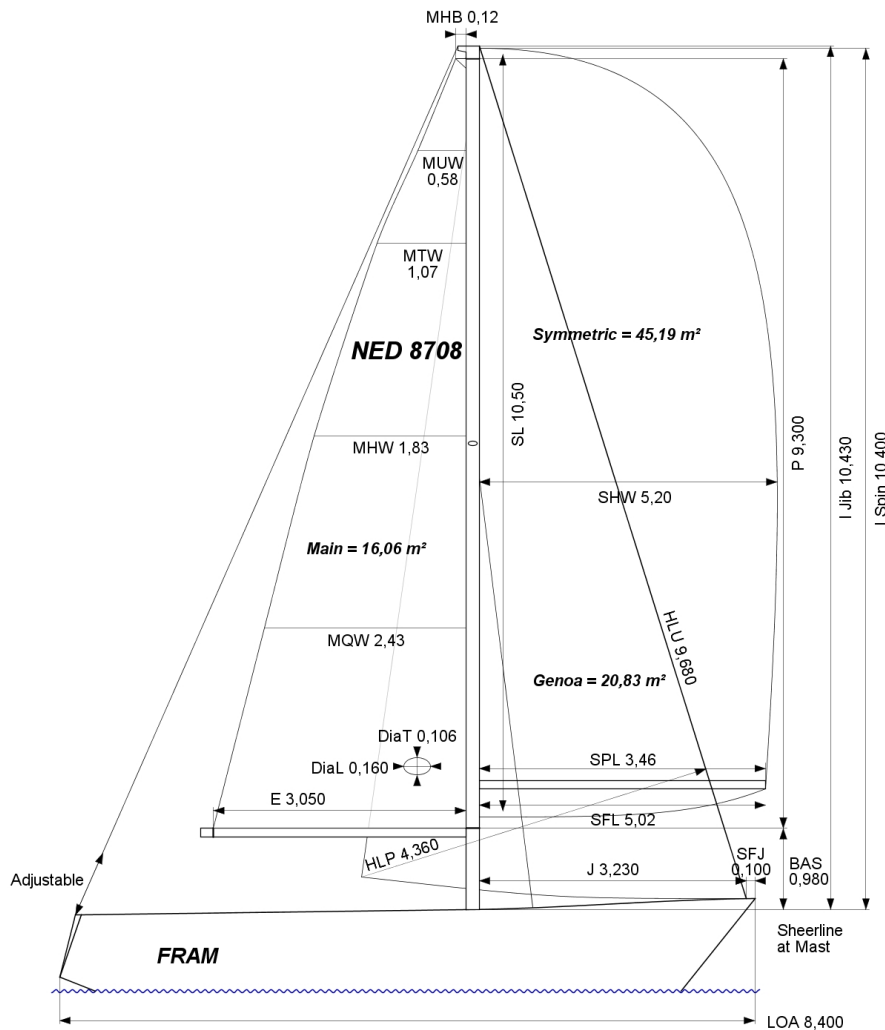 MHB 0,12
MUW
0,58
MTW
1,07
NED 8708
Symmetric = 45,19 m²
SL 10,50
P 9,300
I Jib 10,430
I Spin 10,400
MHW 1,83
SHW 5,20
Main = 16,06 m²
HLU 9,680
MQW 2,43
Genoa = 20,83 m²
DiaT 0,106
DiaL 0,160
SPL 3,46
E 3,050
SFL 5,02
HLP 4,360
SFJ
0,100
J 3,230
BAS
0,980
Adjustable
Sheerline
at Mast
FRAM
LOA 8,400